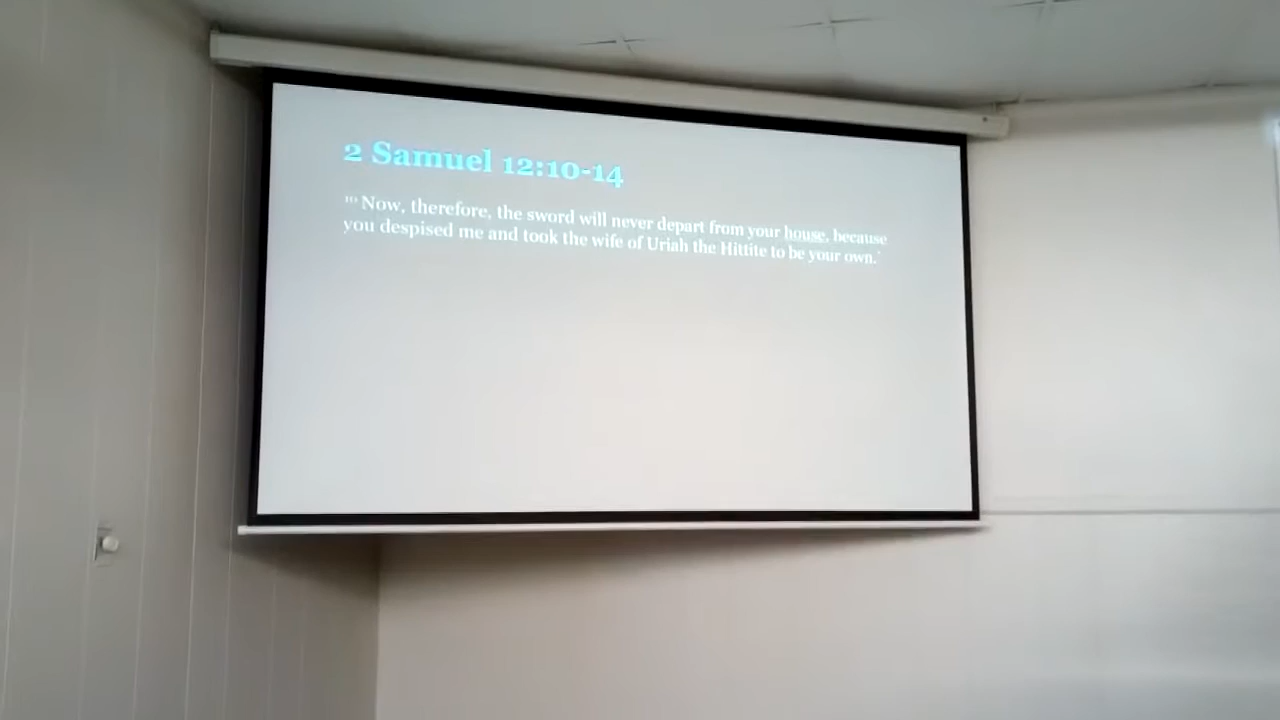 2 Samuel 12:10-14
"' Now, therefore, the sword will never depart from your house, because
you despised me and took the wife of Uriah the Hittite to be your own.'